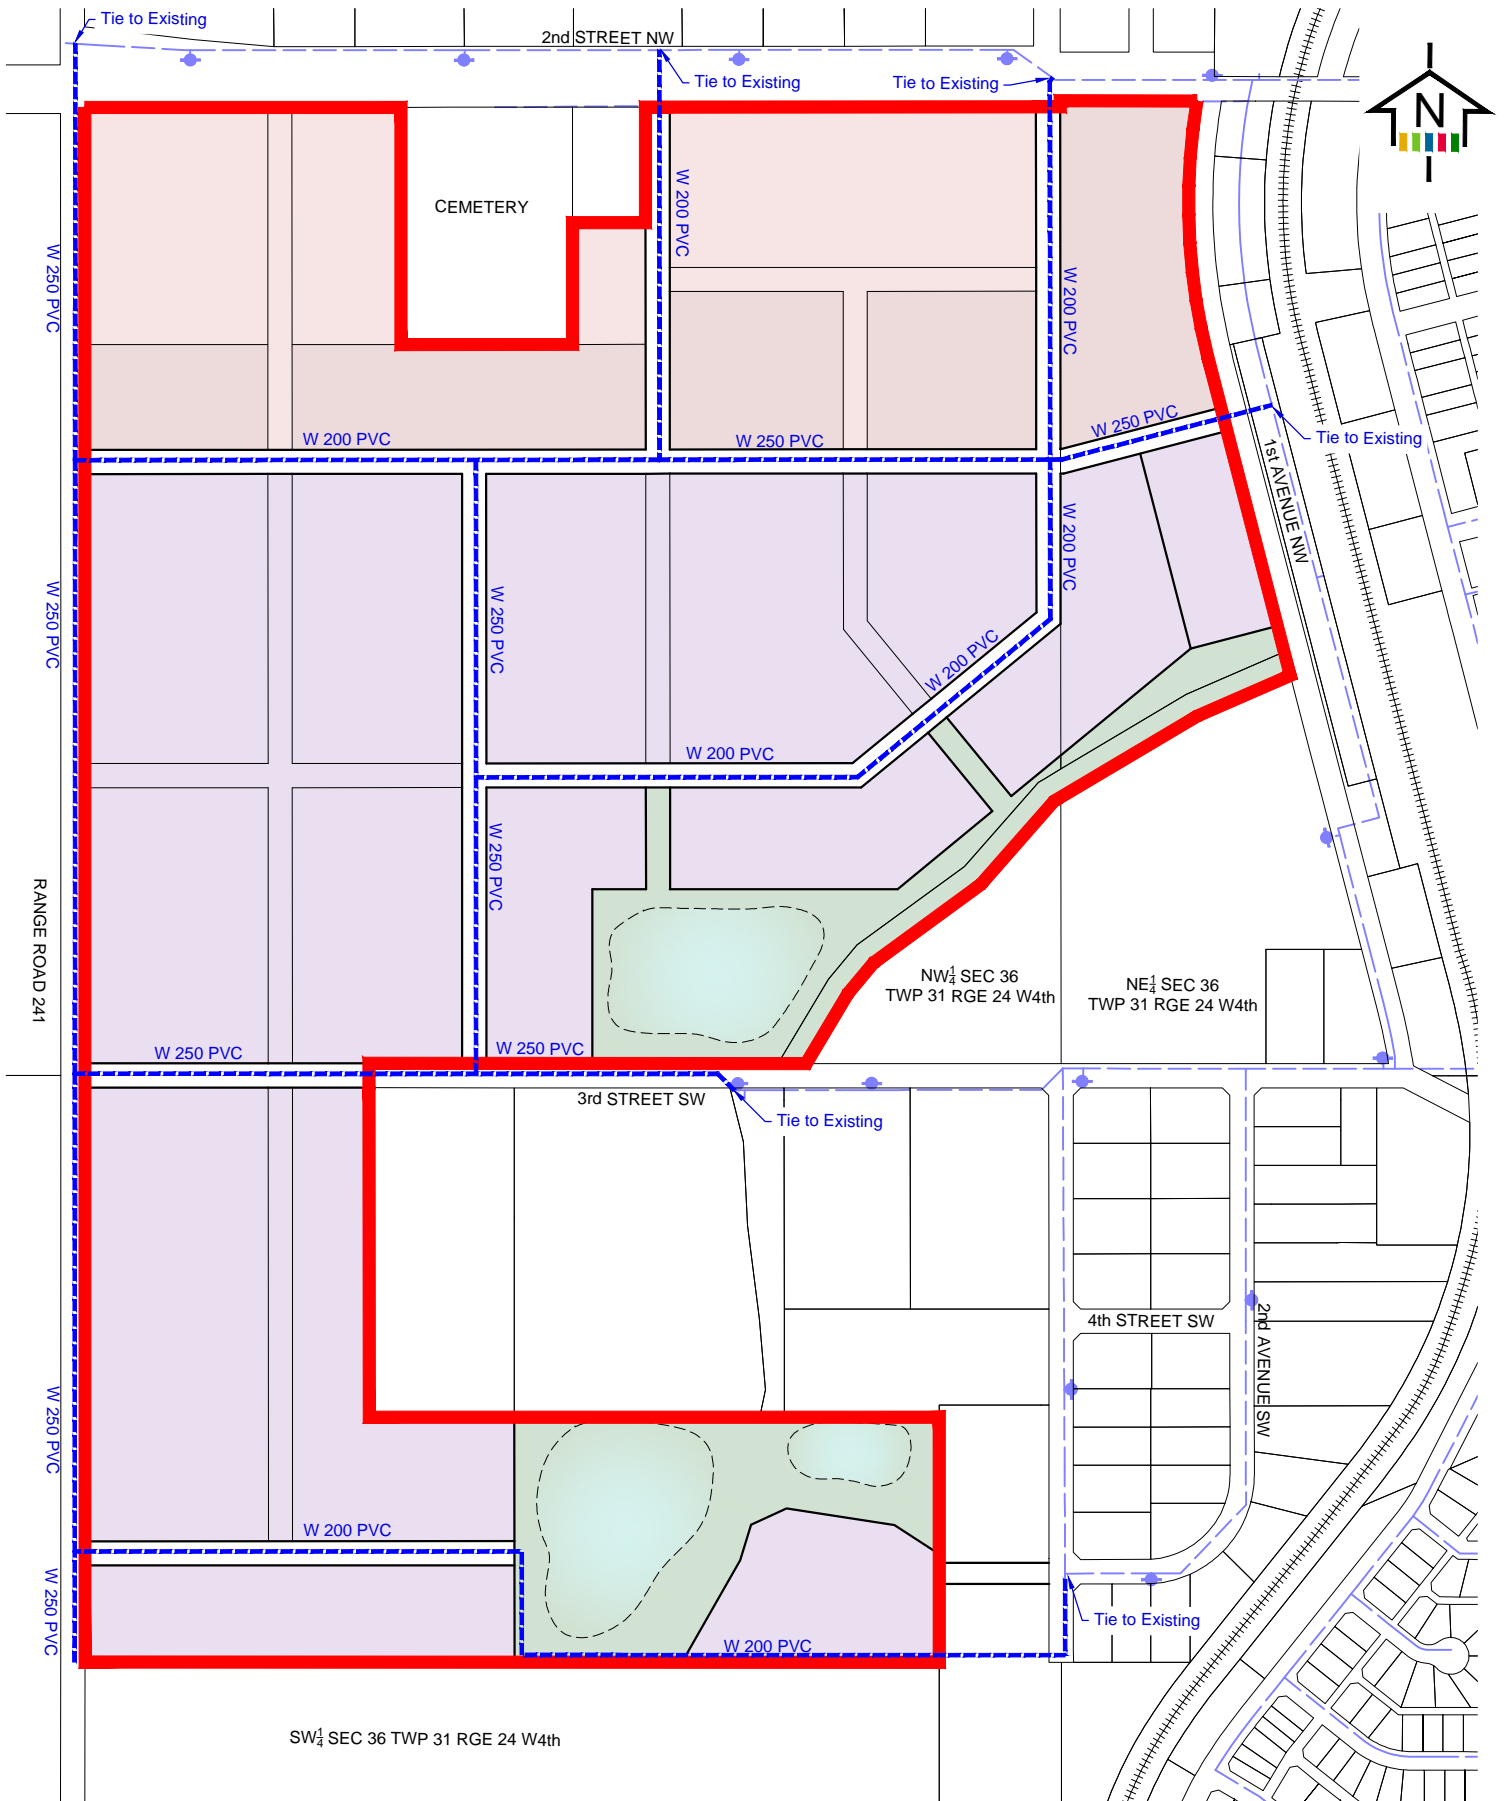 Tie to Existing
2nd STREET NW
Tie to Existing
Tie to Existing
N
CEMETERY
W 200 PVC
W 250 PVC
W 200 PVC
W 200 PVC
W 250 PVC
W 250 PVC
Tie to Existing
1st AVENUE NW
W 200 PVC
W 250 PVC
W 250 PVC
W 200 PVC
W 200 PVC
W 250 PVC
RANGE ROAD 241
NW1/4 SEC 36
TWP 31 RGE 24 W4th
NE1/4 SEC 36
TWP 31 RGE 24 W4th
W 250 PVC
W 250 PVC
3rd STREET SW
Tie to Existing
4th STREET SW
2nd AVENUE SW
W 250 PVC
W 200 PVC
W 250 PVC
Tie to Existing
W 200 PVC
SW1/4 SEC 36 TWP 31 RGE 24 W4th